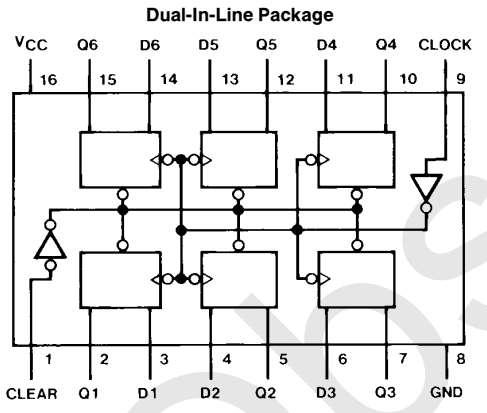 Dual-In-Line Package
VCC Q6 D6 D5 Q5 D4 Q4 CLOCK
16 15 14 13 12 11 10 9
1 2 3 4 5 6 7 8
CLEAR Q1 D1 D2 Q2 D3 Q3 GND